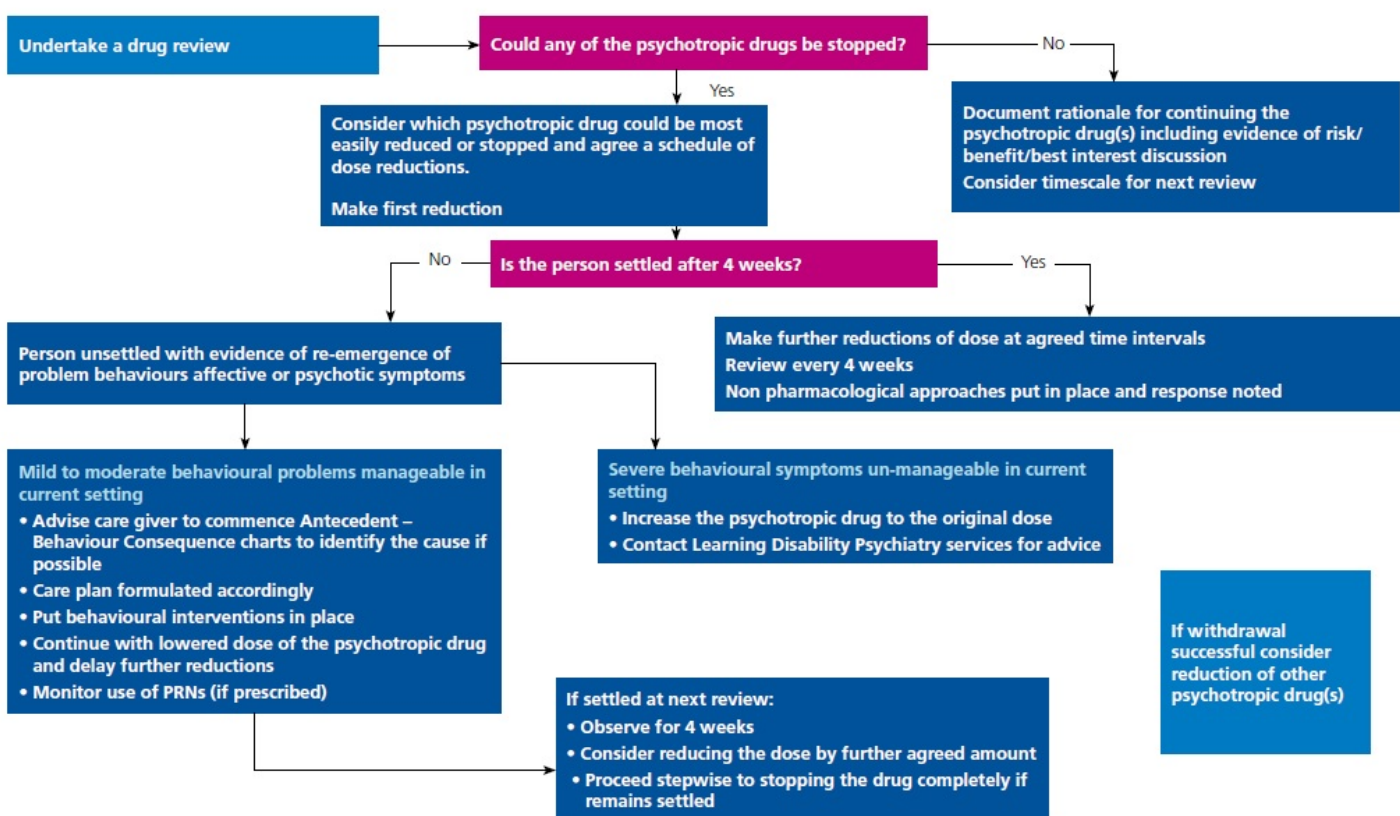 Undertake a drug review
Could any of the psychotropic drugs be stopped?
No
Yes
Document rationale for continuing the
psychotropic drug(s) including evidence of risk/
benefit/best interest discussion
Consider timescale for next review
Consider which psychotropic drug could be most
easily reduced or stopped and agree a schedule of
dose reductions.
Make first reduction
No
Is the person settled after 4 weeks?
Yes
Person unsettled with evidence of re-emergence of
problem behaviours affective or psychotic symptoms
Make further reductions of dose at agreed time intervals
Review every 4 weeks
Non pharmacological approaches put in place and response noted
Mild to moderate behavioural problems manageable in
current setting
• Advise care giver to commence Antecedent –
Behaviour Consequence charts to identify the cause if
possible
• Care plan formulated accordingly
• Put behavioural interventions in place
• Continue with lowered dose of the psychotropic drug
and delay further reductions
• Monitor use of PRNs (if prescribed)
Severe behavioural symptoms un-manageable in current
setting
• Increase the psychotropic drug to the original dose
• Contact Learning Disability Psychiatry services for advice
If withdrawal
successful consider
reduction of other
psychotropic drug(s)
If settled at next review:
• Observe for 4 weeks
• Consider reducing the dose by further agreed amount
• Proceed stepwise to stopping the drug completely if
remains settled